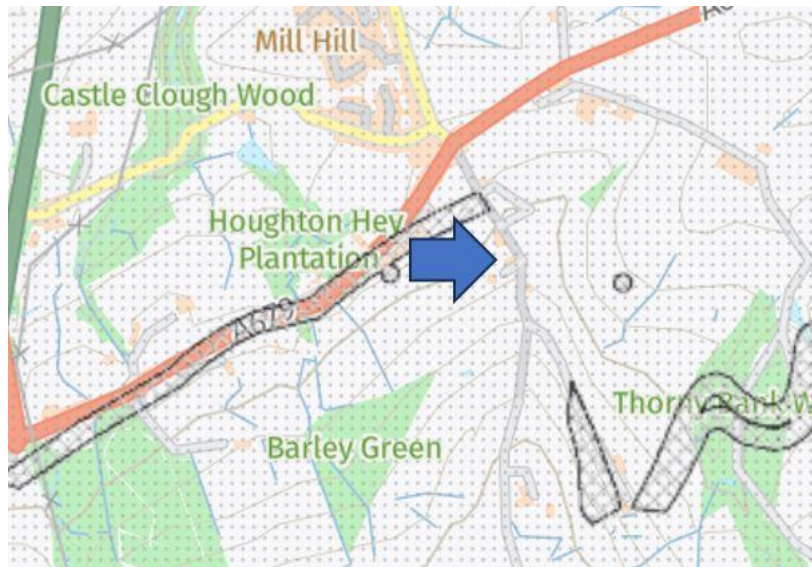 Mill Hill
Castle Clough Wood
Houghton Hey
Plantation
A679
Barley Green